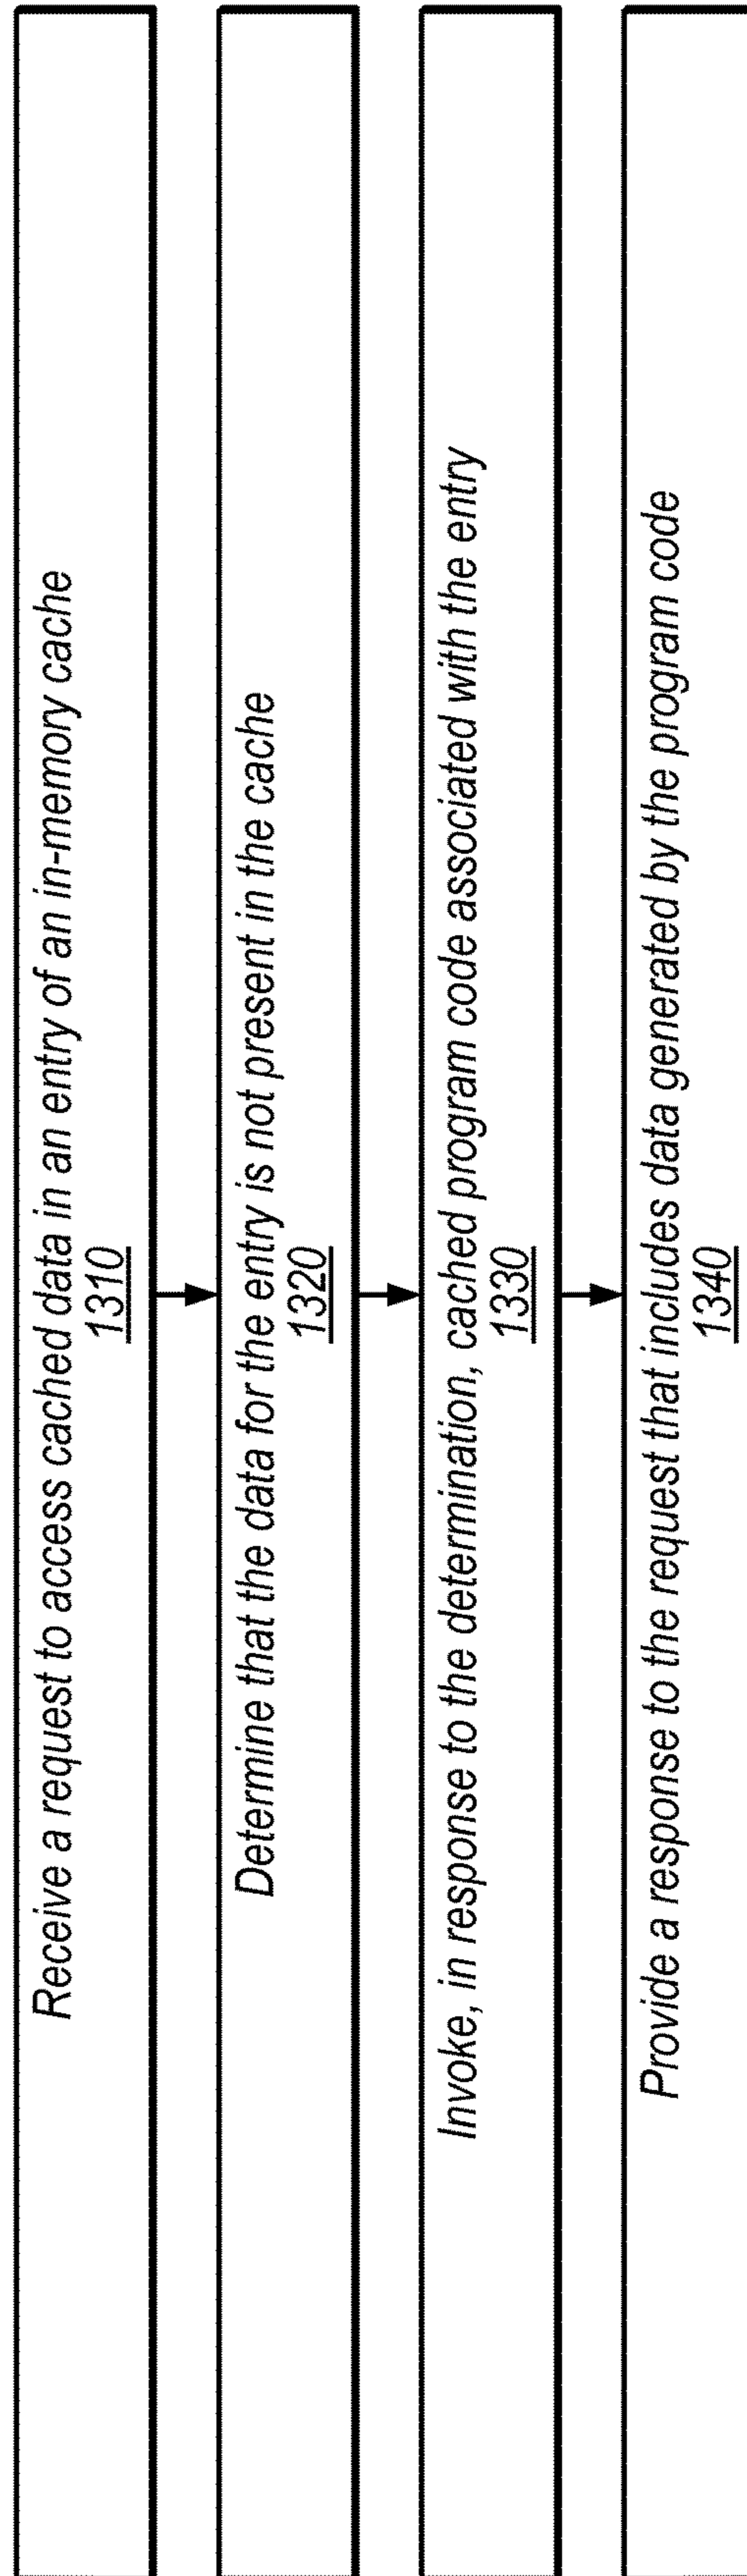 Receive a request to access cached data in an entry of an in-memory cache
1310
Determine that the data for the entry is not present in the cache
1320
Invoke, in response to the determination, cached program code associated with the entry
1330
Provide a response to the request that includes data generated by the program code
1340